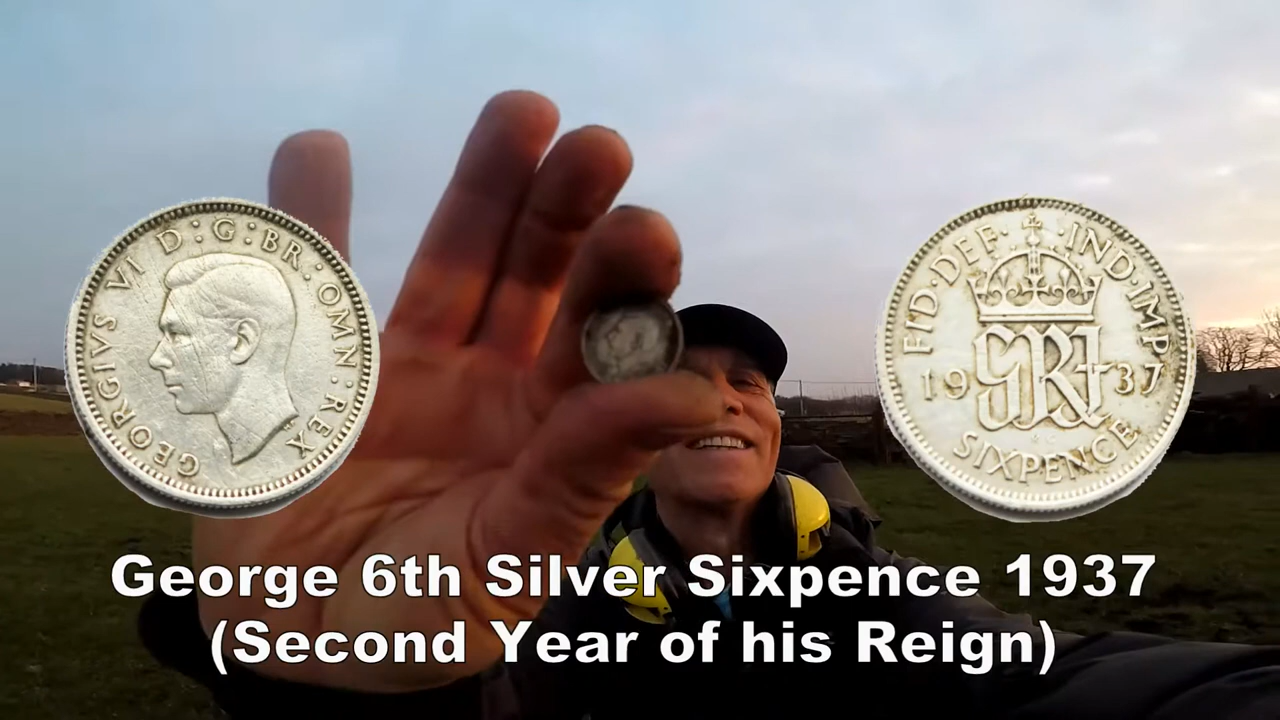 GEORGIVS VI D:G:BR:OMN:REX
FID·DEF· IND·IMP
19 37
SIXPENCE
George 6th Silver Sixpence 1937
(Second Year of his Reign)